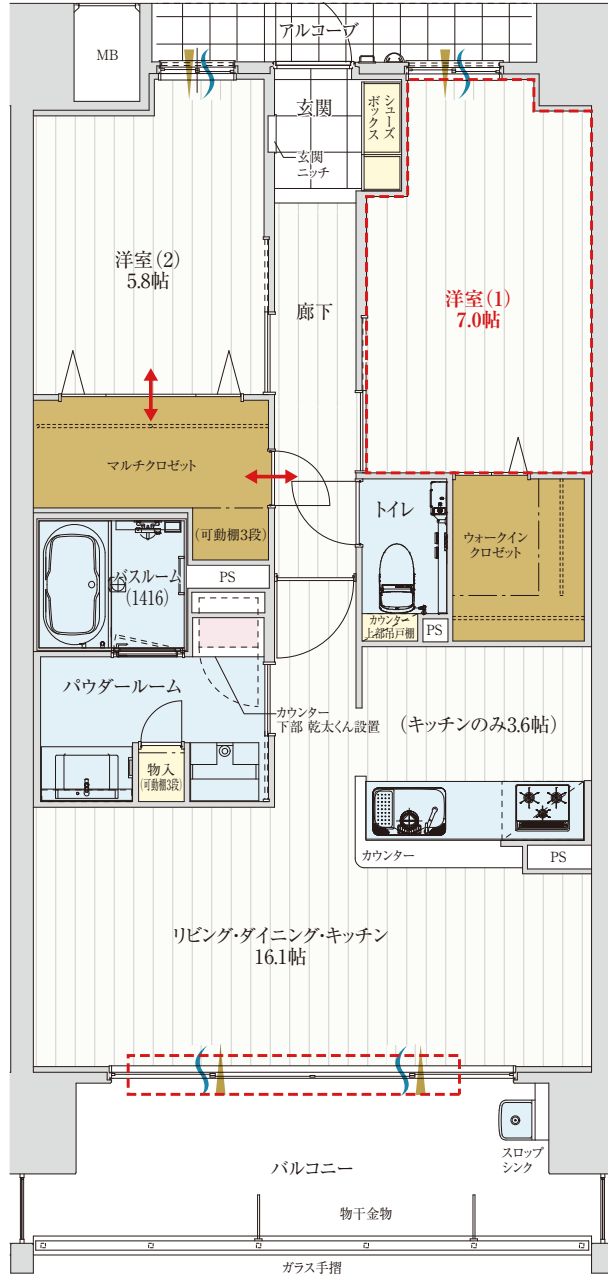 アルコーブ
MB
玄関
シューズ
ボックス
玄関
ニッチ
洋室(2)
5.8帖
廊下
洋室(1)
7.0帖
マルチクロゼット
(可動棚3段)
トイレ
ウォークイン
クロゼット
バスルーム
(1416)
PS
カウンター
上部吊戸棚
PS
パウダールーム
カウンター
下部 乾太くん設置
(キッチンのみ3.6帖)
物入
(可動棚3段)
カウンター
PS
リビング・ダイニング・キッチン
16.1帖
スロップ
シンク
バルコニー
物干金物
ガラス手摺